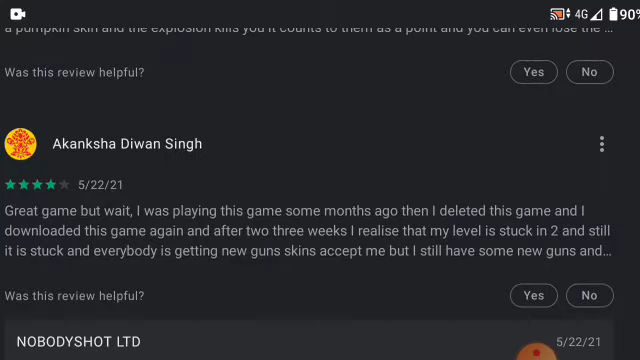 4G 90%
a pumpkin skin and the explosion kills you it counts to them as a point and you can even lose the ...
Was this review helpful? Yes No
Akanksha Diwan Singh
5/22/21
Great game but wait, I was playing this game some months ago then I deleted this game and I
downloaded this game again and after two three weeks I realise that my level is stuck in 2 and still
it is stuck and everybody is getting new guns skins accept me but I still have some new guns and...
Was this review helpful? Yes No
NOBODYSHOT LTD 5/22/21